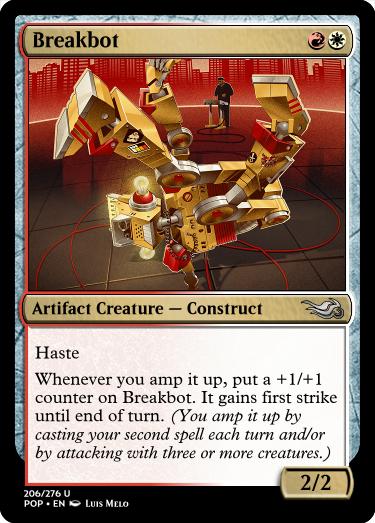 Breakbot
Artifact Creature — Construct
Haste
Whenever you amp it up, put a +1/+1
counter on Breakbot. It gains first strike
until end of turn. (You amp it up by
casting your second spell each turn and/or
by attacking with three or more creatures.)
2/2
206/276 U
POP • EN Luis Melo